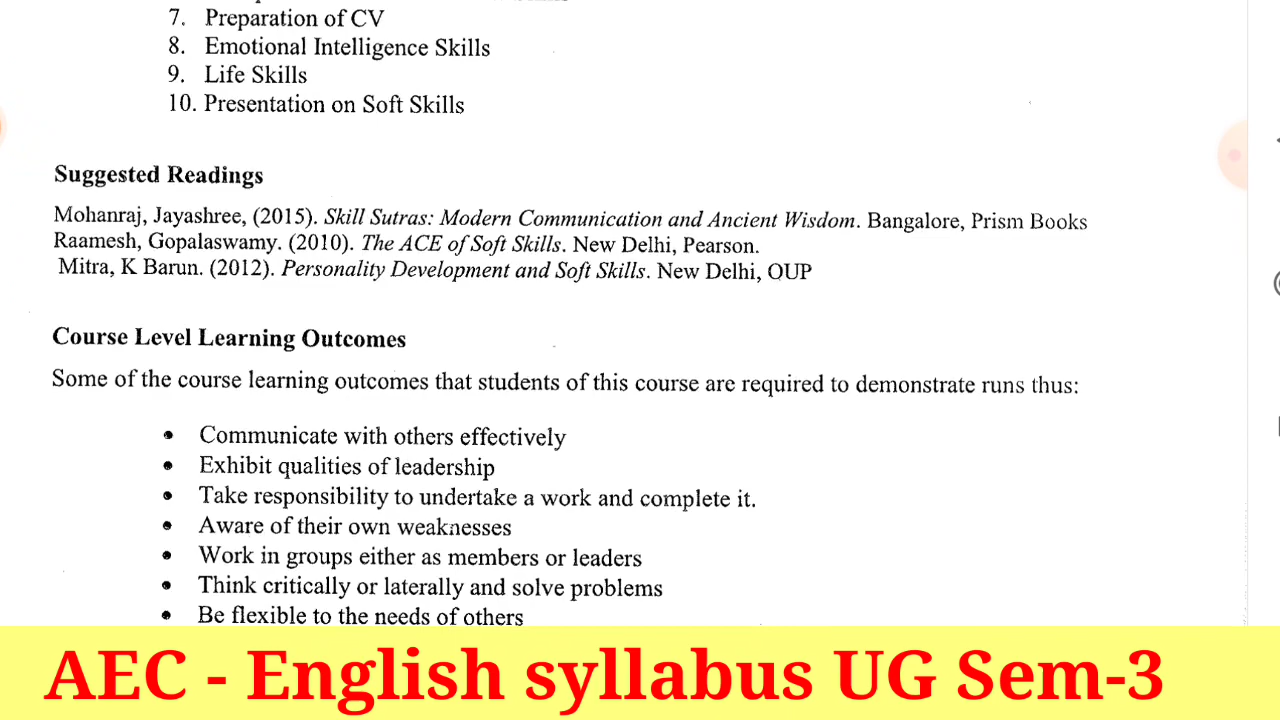 7. Preparation of CV
8. Emotional Intelligence Skills
9. Life Skills
10. Presentation on Soft Skills
Suggested Readings
Mohanraj, Jayashree, (2015). Skill Sutras: Modern Communication and Ancient Wisdom. Bangalore, Prism Books
Raamesh, Gopalaswamy. (2010). The ACE of Soft Skills. New Delhi, Pearson.
Mitra, K Barun. (2012). Personality Development and Soft Skills. New Delhi, OUP
Course Level Learning Outcomes
Some of the course learning outcomes that students of this course are required to demonstrate runs thus:
• Communicate with others effectively
• Exhibit qualities of leadership
• Take responsibility to undertake a work and complete it.
• Aware of their own weaknesses
• Work in groups either as members or leaders
• Think critically or laterally and solve problems
• Be flexible to the needs of others
AEC - English syllabus UG Sem-3